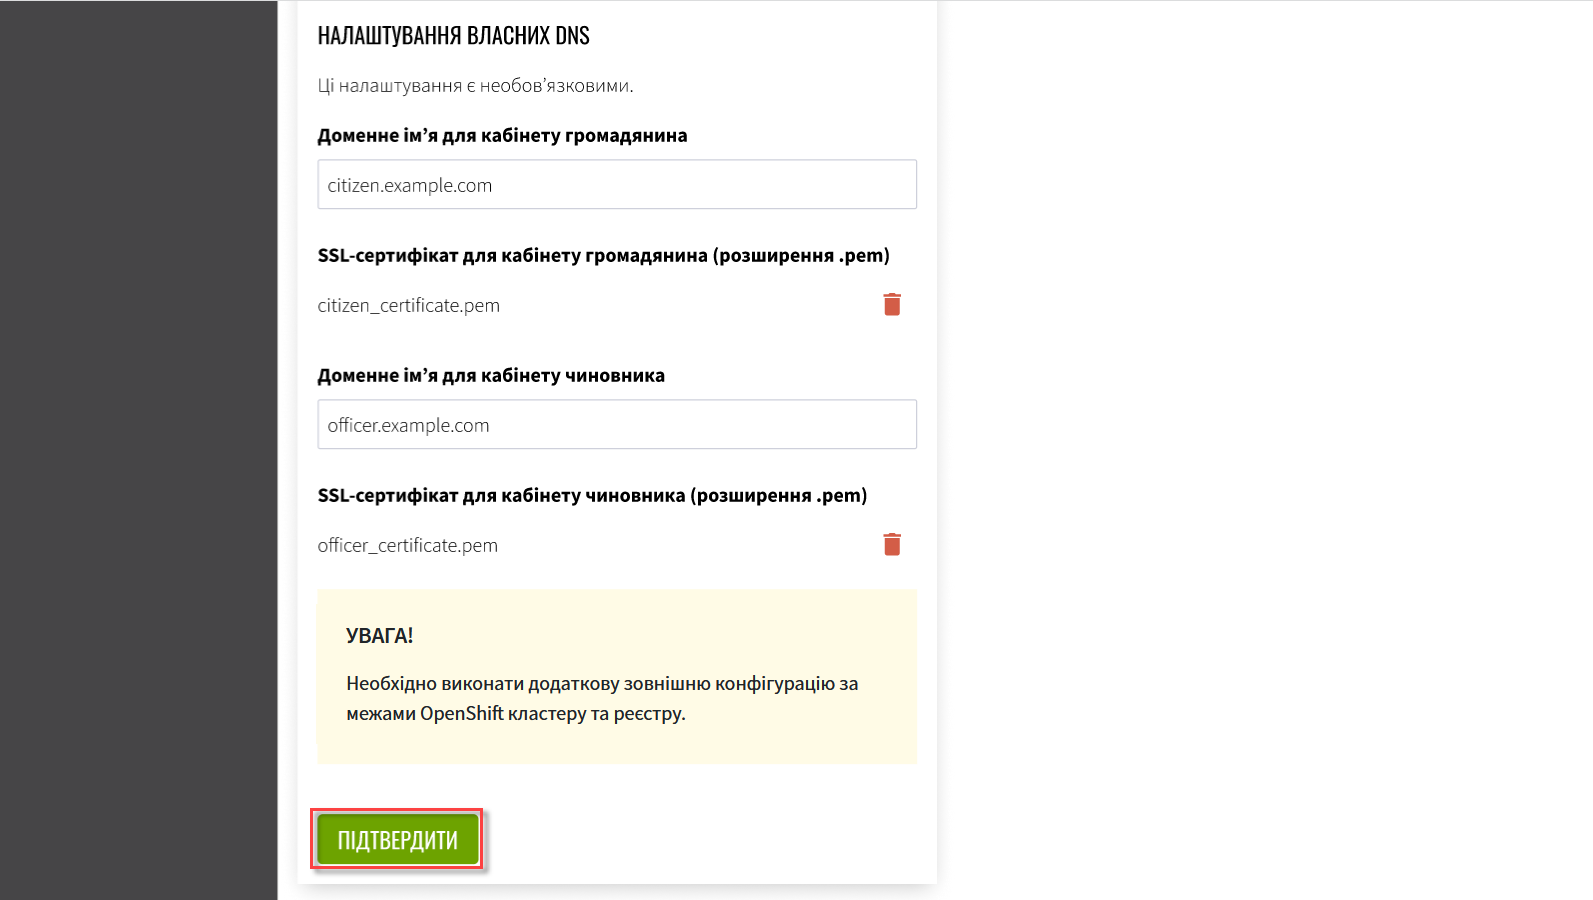 НАЛАШТУВАННЯ ВЛАСНИХ DNS
Ці налаштування є необов’язковими.
Доменне ім’я для кабінету громадянина
citizen.example.com
SSL-сертифікат для кабінету громадянина (розширення .pem)
citizen_certificate.pem
Доменне ім’я для кабінету чиновника
officer.example.com
SSL-сертифікат для кабінету чиновника (розширення .pem)
officer_certificate.pem
УВАГА!
Необхідно виконати додаткову зовнішню конфігурацію за
межами OpenShift кластеру та реєстру.
ПІДТВЕРДИТИ